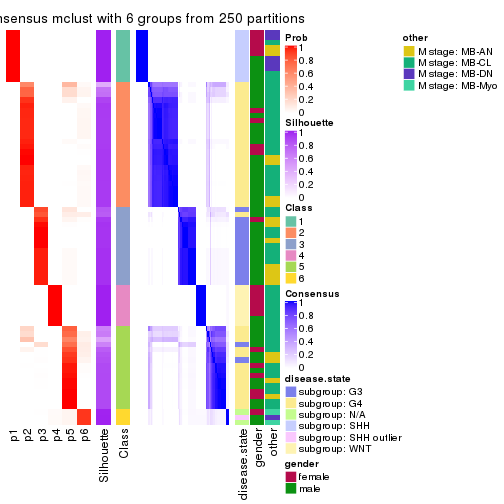 nsensus mclust with 6 groups from 250 partitions
Prob
1
0.8
0.6
0.4
0.2
0
Silhouette
1
0.8
0.6
0.4
0.2
0
Class
1
2
3
4
5
6
Consensus
1
0.8
0.6
0.4
0.2
0
disease.state
subgroup: G3
subgroup: G4
subgroup: N/A
subgroup: SHH
subgroup: SHH outlier
subgroup: WNT
gender
female
male
other
M stage: MB-AN
M stage: MB-CL
M stage: MB-DN
M stage: MB-Myo
p1
p2
p3
p4
p5
p6
Silhouette
Class
disease.state
gender
other